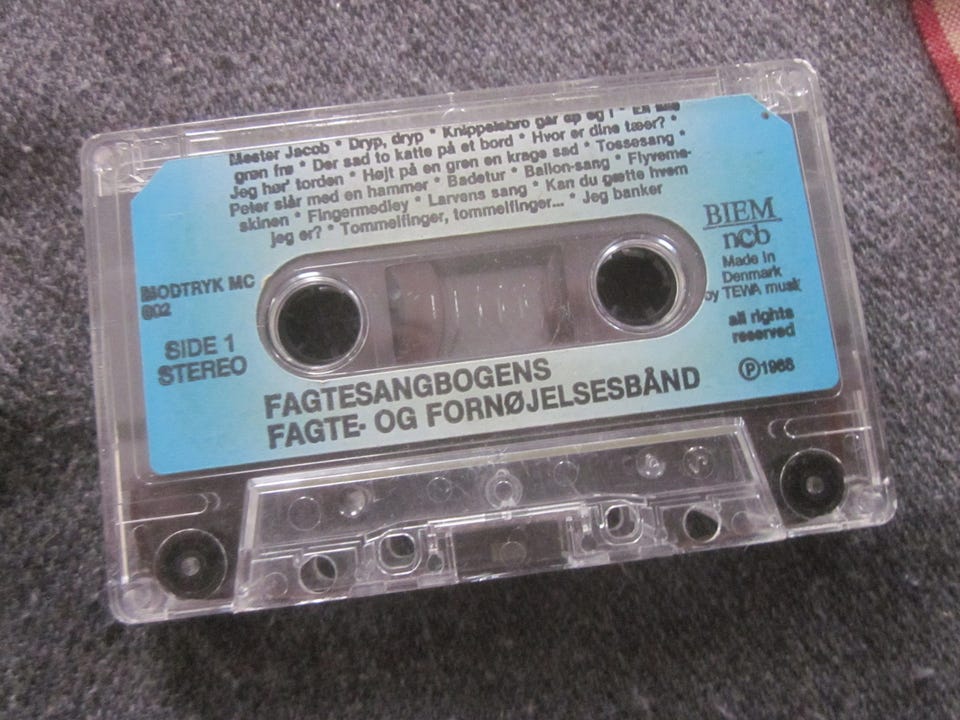 Mester Jacob * Dryp, dryp * Knippelsbro går op og i * En lille
grøn frø * Der sad to katte på et bord * Hvor er dine tæer? *
Jeg hør' torden * Højt på en gren en krage sad * Tossesang *
Peter slår med en hammer * Badetur * Ballon-sang * Flyvema-
skinen * Fingermedley * Larvens sang * Kan du gætte hvem
jeg er? * Tommelfinger, tommelfinger... * Jeg banker
BIEM
ncb
Made in
Denmark
by TEWA musik
all rights
reserved
MODTRYK MC
602
SIDE 1
STEREO
FAGTESANGBOGENS
FAGTE- OG FORNØJELSESBÅND